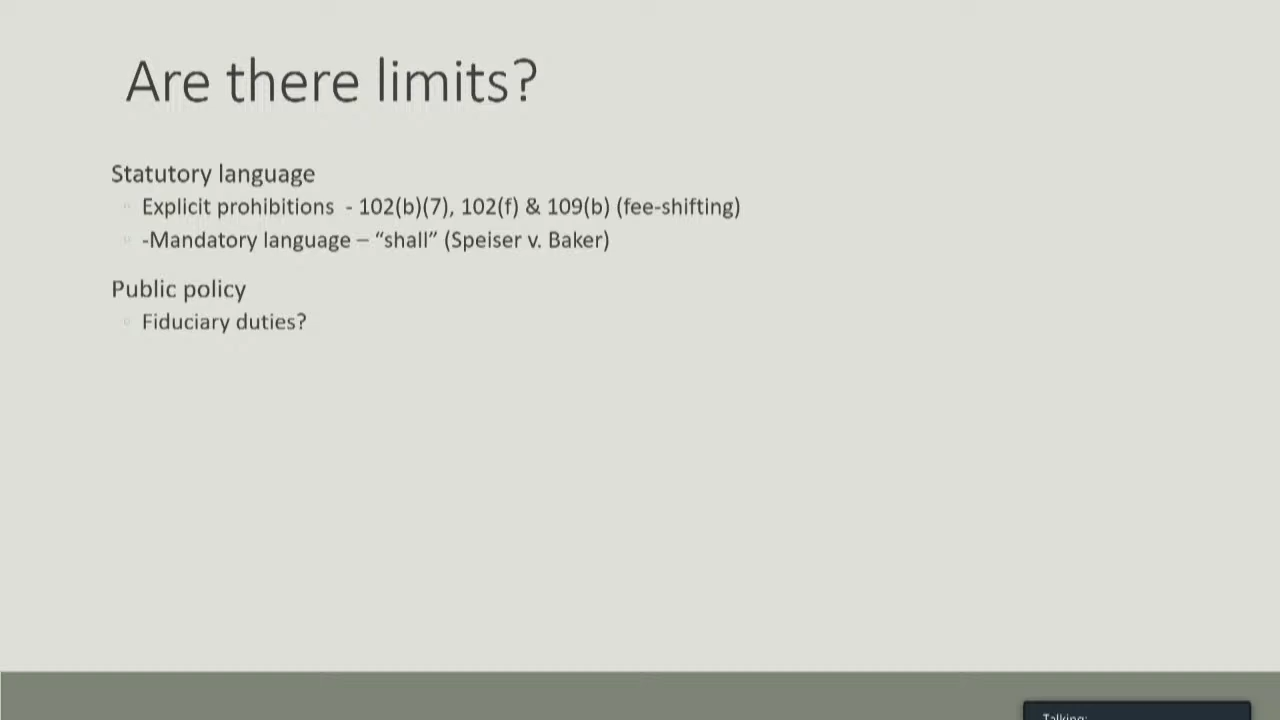 Are there limits?
Statutory language
Explicit prohibitions - 102(b)(7), 102(f) & 109(b) (fee-shifting)
-Mandatory language – “shall” (Speiser v. Baker)
Public policy
Fiduciary duties?
Talking: